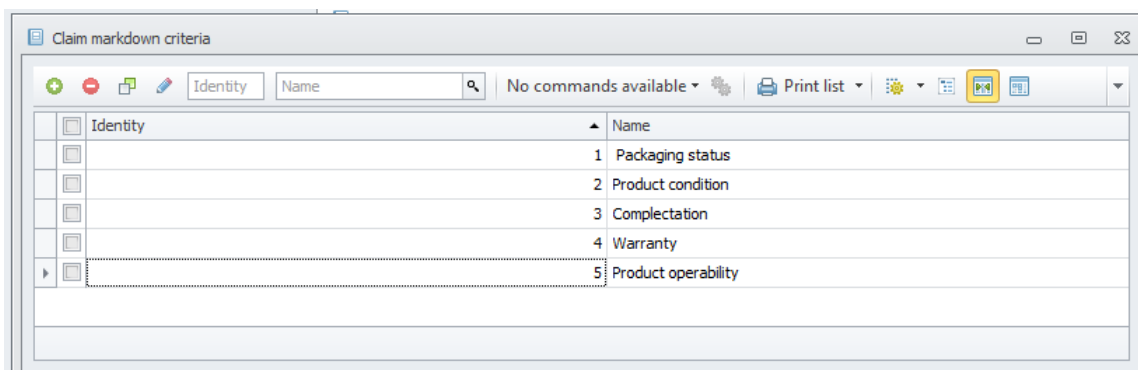 Claim markdown criteria
Identity Name No commands available Print list
Identity Name
1 Packaging status
2 Product condition
3 Complectation
4 Warranty
5 Product operability